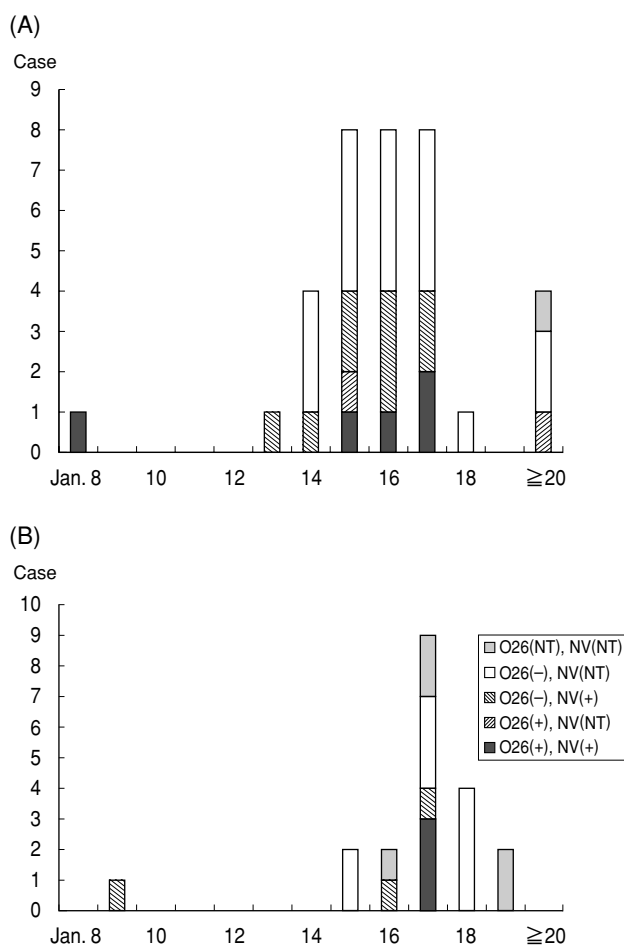 (A)
Case
9
8
7
6
5
4
3
2
1
0
Jan. 8 10 12 14 16 18 ≧20
(B)
Case
10
9
8
7
6
5
4
3
2
1
0
O26(NT), NV(NT)
O26(–), NV(NT)
O26(–), NV(+)
O26(+), NV(NT)
O26(+), NV(+)
Jan. 8 10 12 14 16 18 ≧20